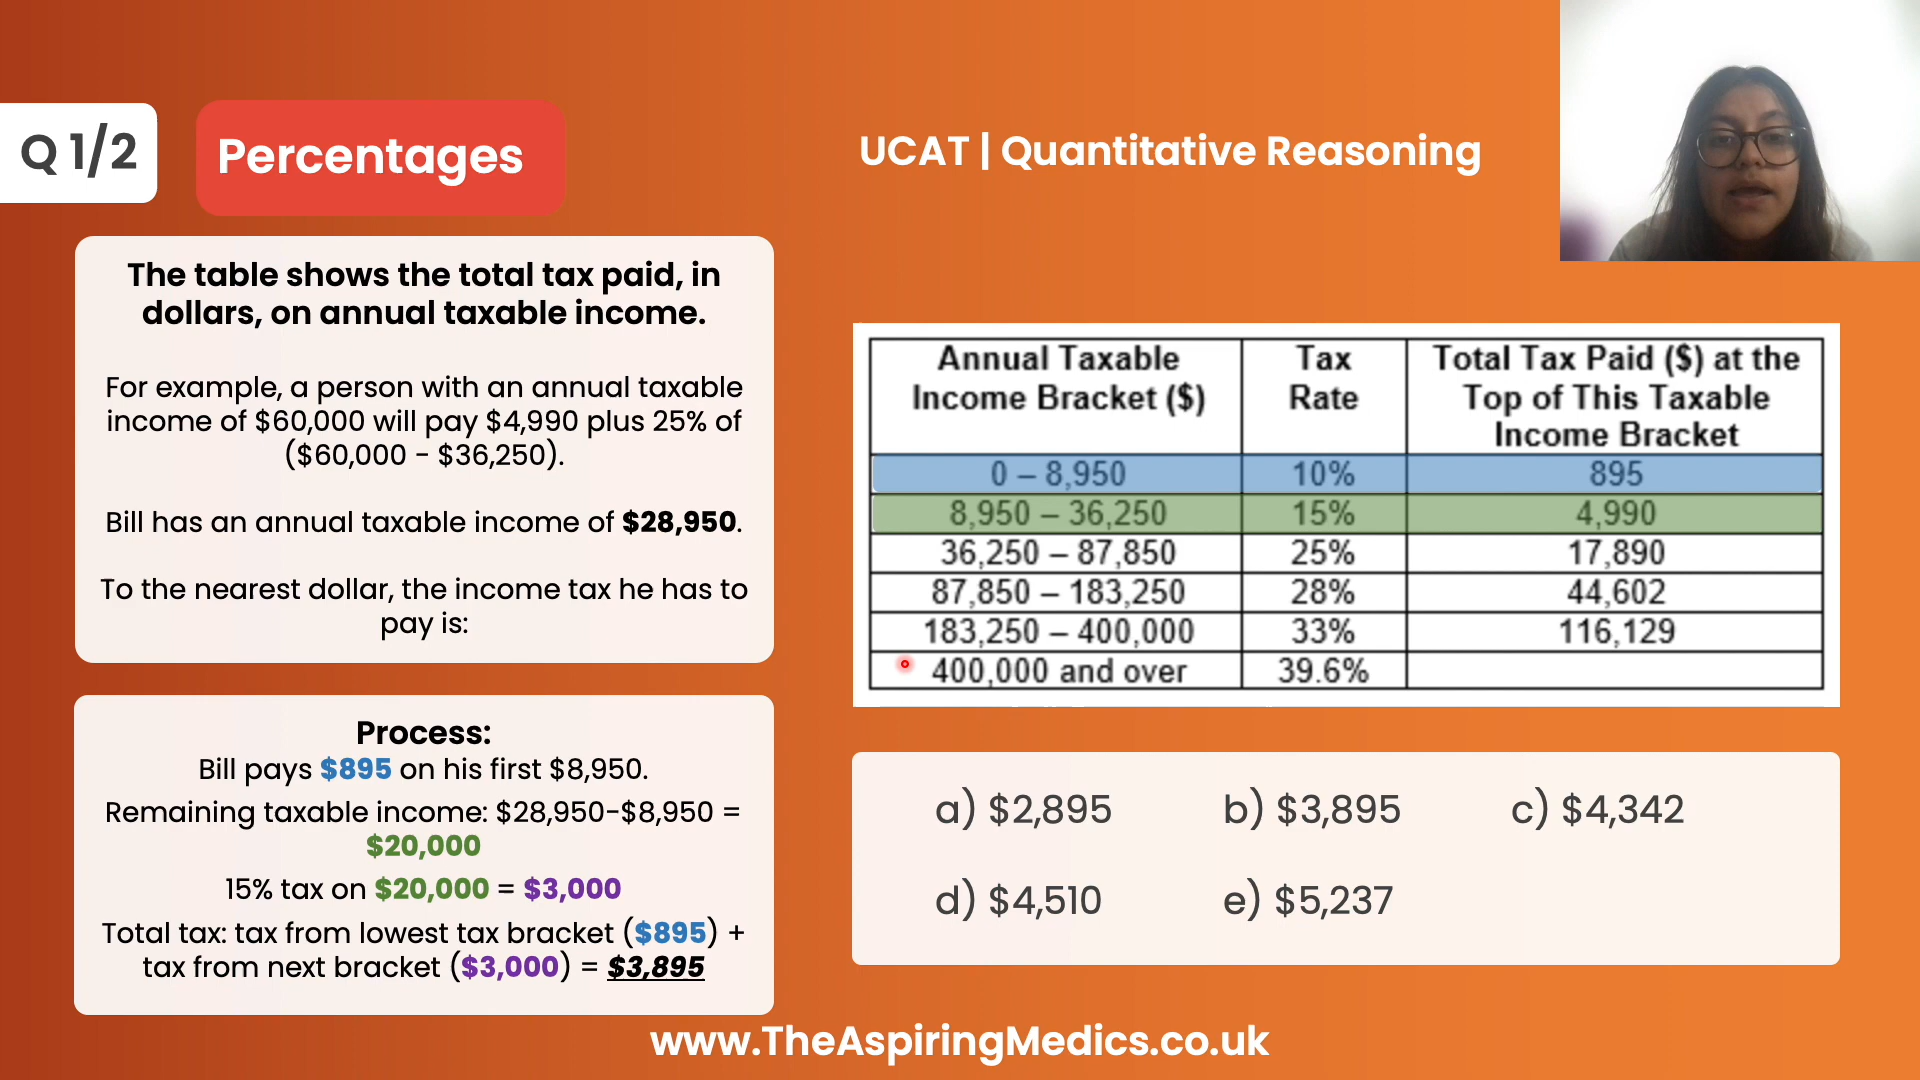 Q 1/2
Percentages
UCAT | Quantitative Reasoning
The table shows the total tax paid, in
dollars, on annual taxable income.
For example, a person with an annual taxable
income of $60,000 will pay $4,990 plus 25% of
($60,000 - $36,250).
Bill has an annual taxable income of $28,950.
To the nearest dollar, the income tax he has to
pay is:
Process:
Bill pays $895 on his first $8,950.
Remaining taxable income: $28,950-$8,950 =
$20,000
15% tax on $20,000 = $3,000
Total tax: tax from lowest tax bracket ($895) +
tax from next bracket ($3,000) = $3,895
Annual Taxable
Income Bracket ($)
Tax
Rate
Total Tax Paid ($) at the
Top of This Taxable
Income Bracket
0 – 8,950 10% 895
8,950 – 36,250 15% 4,990
36,250 – 87,850 25% 17,890
87,850 – 183,250 28% 44,602
183,250 – 400,000 33% 116,129
400,000 and over 39.6%
a) $2,895 b) $3,895 c) $4,342
d) $4,510 e) $5,237
www.TheAspiringMedics.co.uk